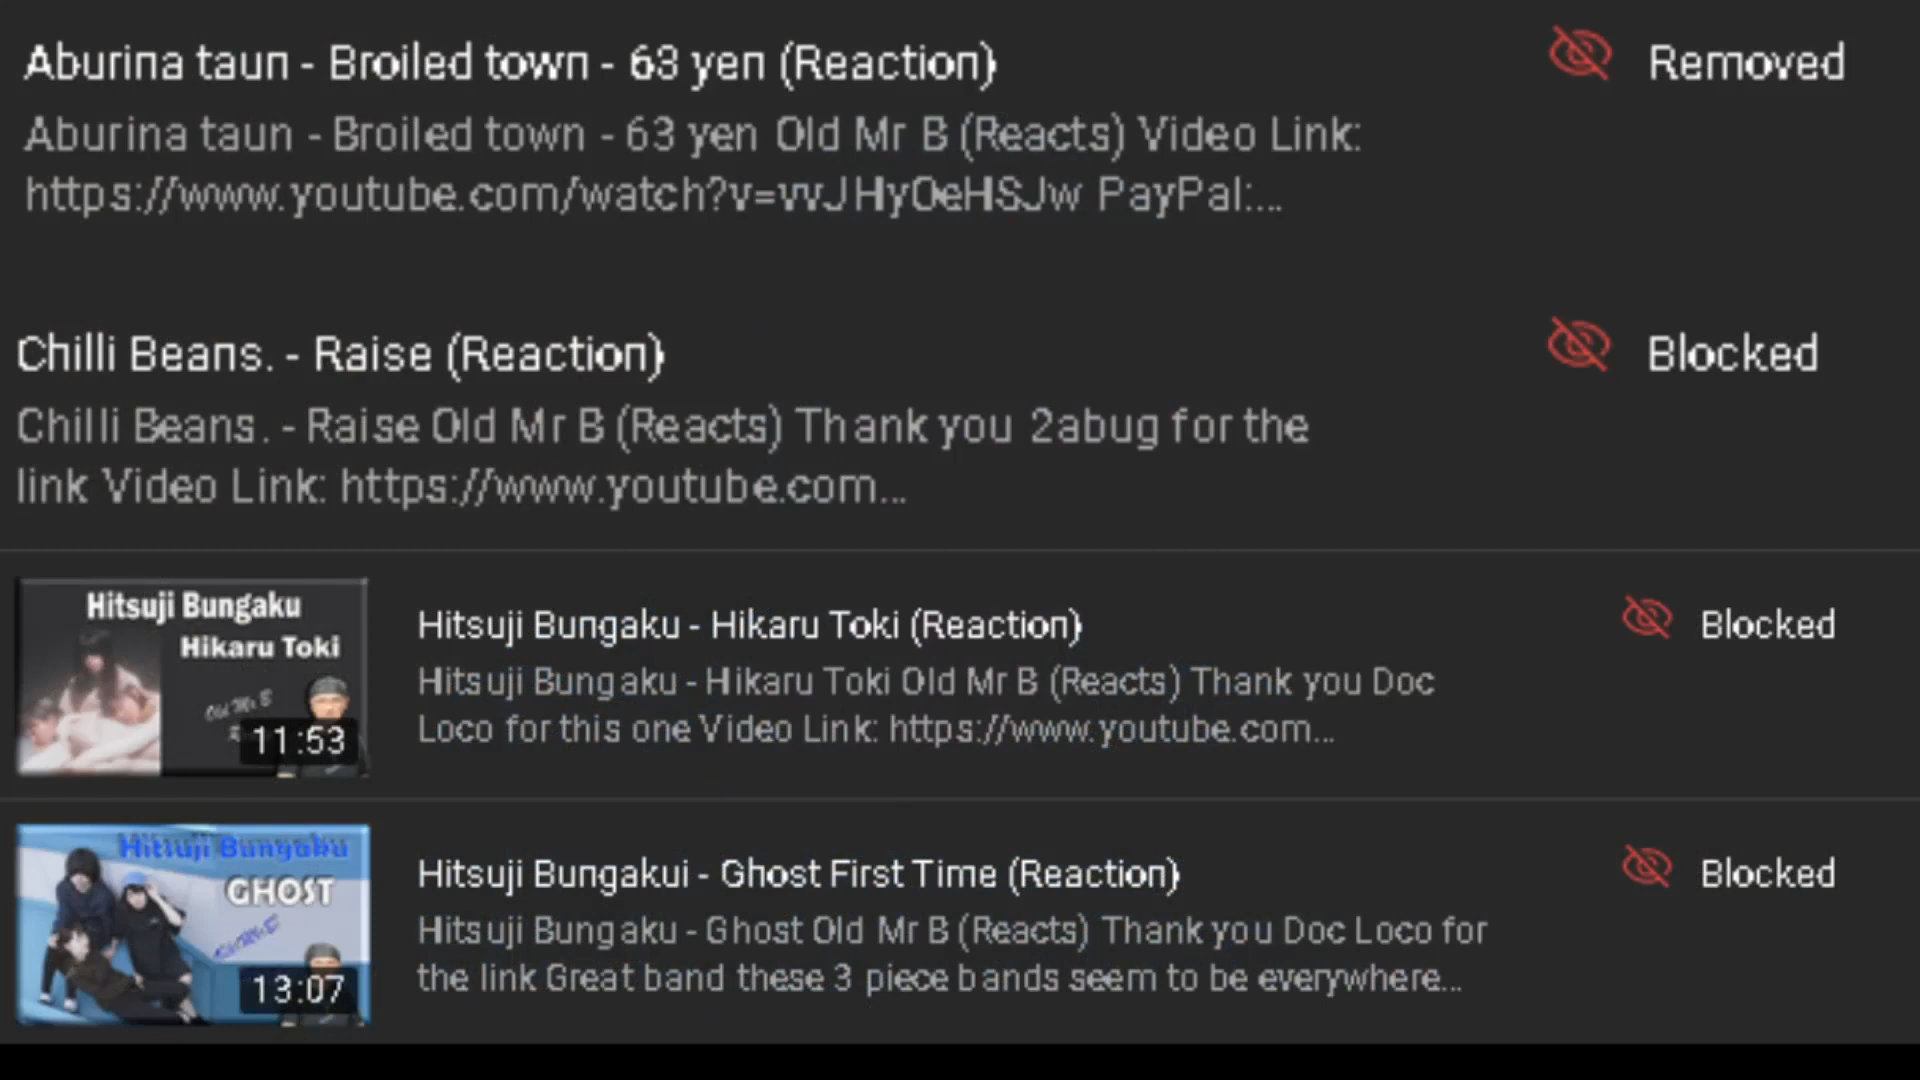 Aburina taun - Broiled town - 63 yen (Reaction)
Removed
Aburina taun - Broiled town - 63 yen Old Mr B (Reacts) Video Link:
https://www.youtube.com/watch?v=vvJHyOeHSJw PayPal:...
Chilli Beans. - Raise (Reaction)
Blocked
Chilli Beans. - Raise Old Mr B (Reacts) Thank you 2abug for the
link Video Link: https://www.youtube.com...
Hitsuji Bungaku
Hikaru Toki
Old Mr B
11:53
Hitsuji Bungaku - Hikaru Toki (Reaction)
Blocked
Hitsuji Bungaku - Hikaru Toki Old Mr B (Reacts) Thank you Doc
Loco for this one Video Link: https://www.youtube.com...
Hitsuji Bungaku
GHOST
13:07
Hitsuji Bungakui - Ghost First Time (Reaction)
Blocked
Hitsuji Bungaku - Ghost Old Mr B (Reacts) Thank you Doc Loco for
the link Great band these 3 piece bands seem to be everywhere...